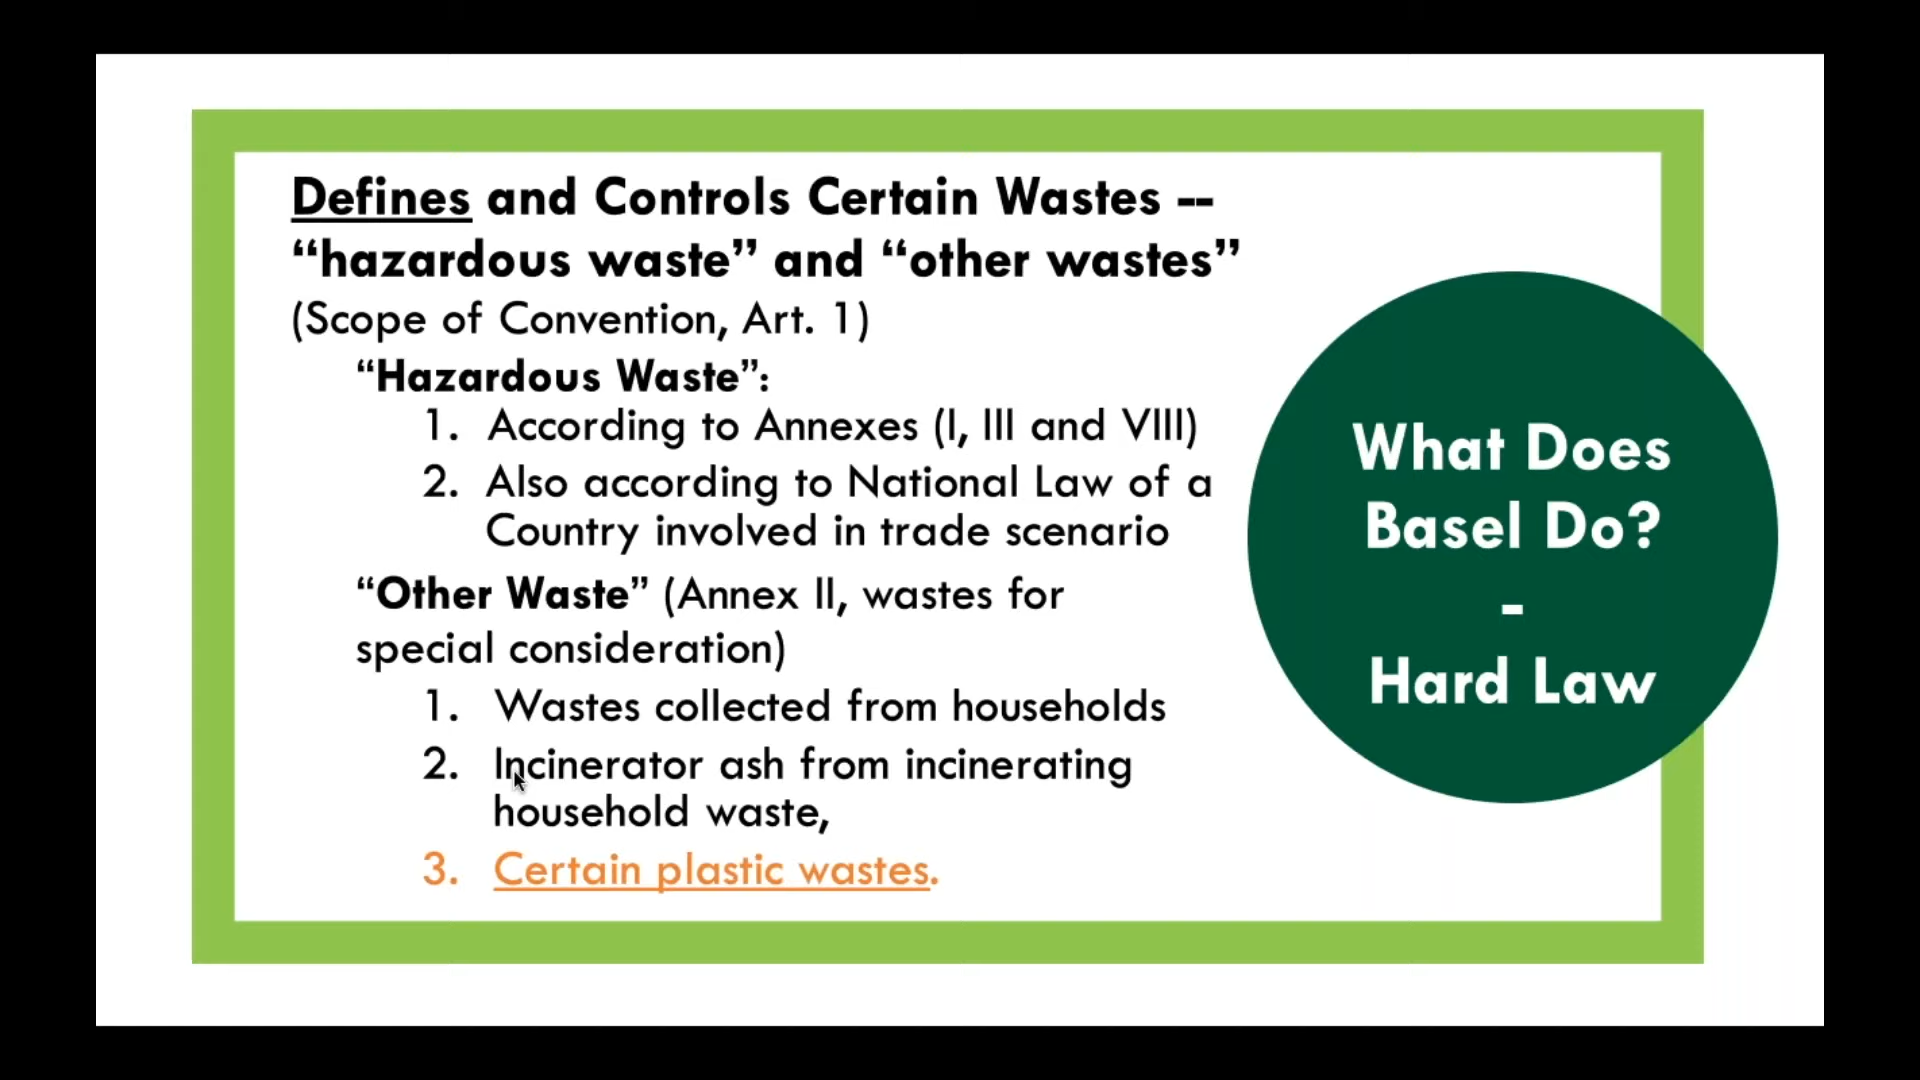 Defines and Controls Certain Wastes --
“hazardous waste” and “other wastes”
(Scope of Convention, Art. 1)
“Hazardous Waste”:
1. According to Annexes (I, III and VIII)
2. Also according to National Law of a
Country involved in trade scenario
“Other Waste” (Annex II, wastes for
special consideration)
1. Wastes collected from households
2. Incinerator ash from incinerating
household waste,
3. Certain plastic wastes.
What Does
Basel Do?
-
Hard Law